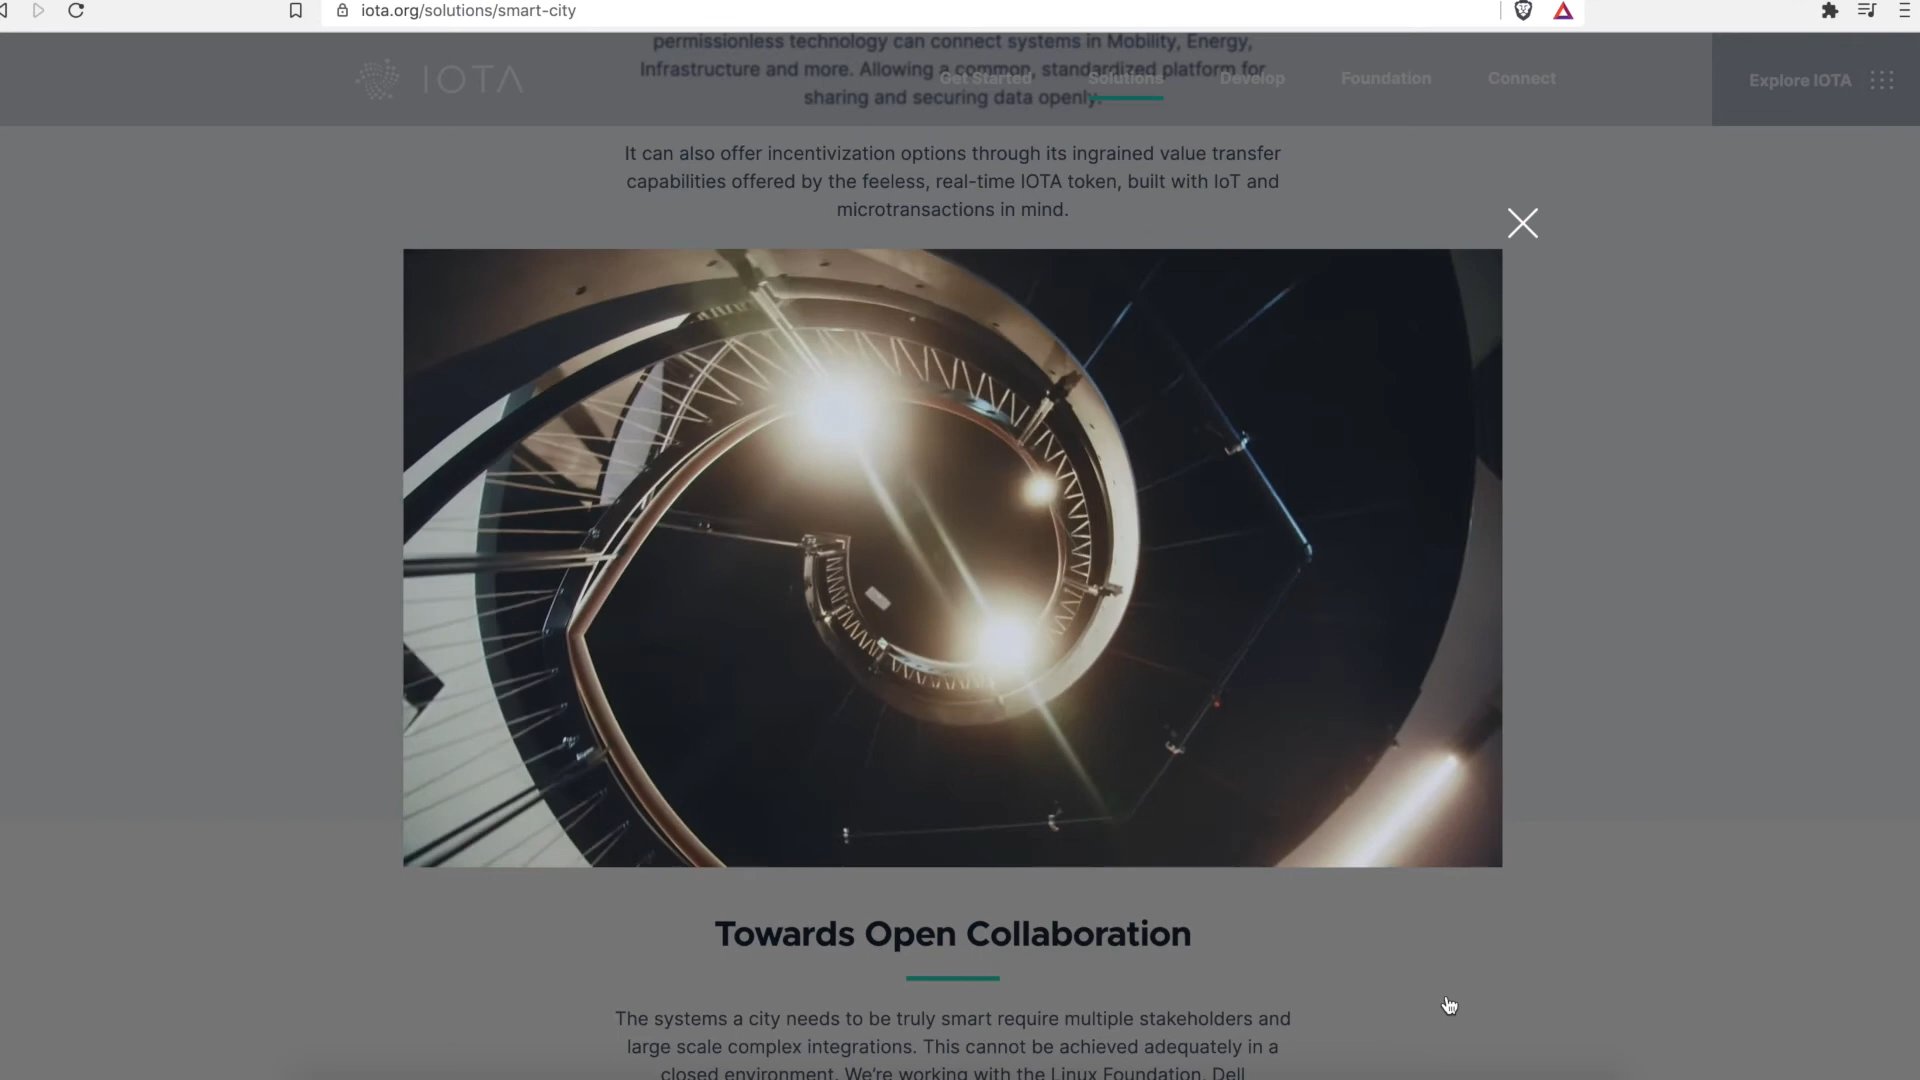 iota.org/solutions/smart-city
permissionless technology can connect systems in Mobility, Energy,
Infrastructure and more. Allowing a common, standardized platform for
sharing and securing data openly.
IOTA
Get Started
Solutions
Develop
Foundation
Connect
Explore IOTA
It can also offer incentivization options through its ingrained value transfer
capabilities offered by the feeless, real-time IOTA token, built with IoT and
microtransactions in mind.
Towards Open Collaboration
The systems a city needs to be truly smart require multiple stakeholders and
large scale complex integrations. This cannot be achieved adequately in a
closed environment. We're working with the Linux Foundation, Dell